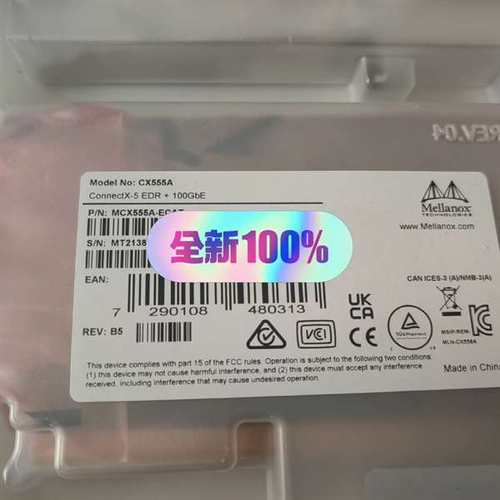 REV.04
Model No: CX555A
ConnectX-5 EDR + 100GbE
P/N: MCX555A-ECAT
S/N: MT2138
全新100%
EAN:
7 290108 480313
REV: B5
Mellanox
TECHNOLOGIES
www.Mellanox.com
CAN ICES-3 (A)/NMB-3(A)
UK
CA
VCI
MSIP-REM-
MLN-CX555A
This device complies with part 15 of the FCC rules. Operation is subject to the following two conditions:
(1) this device may not cause harmful interference, and (2) this device must accept any interference
received, including interference that may cause undesired operation.
Made in China